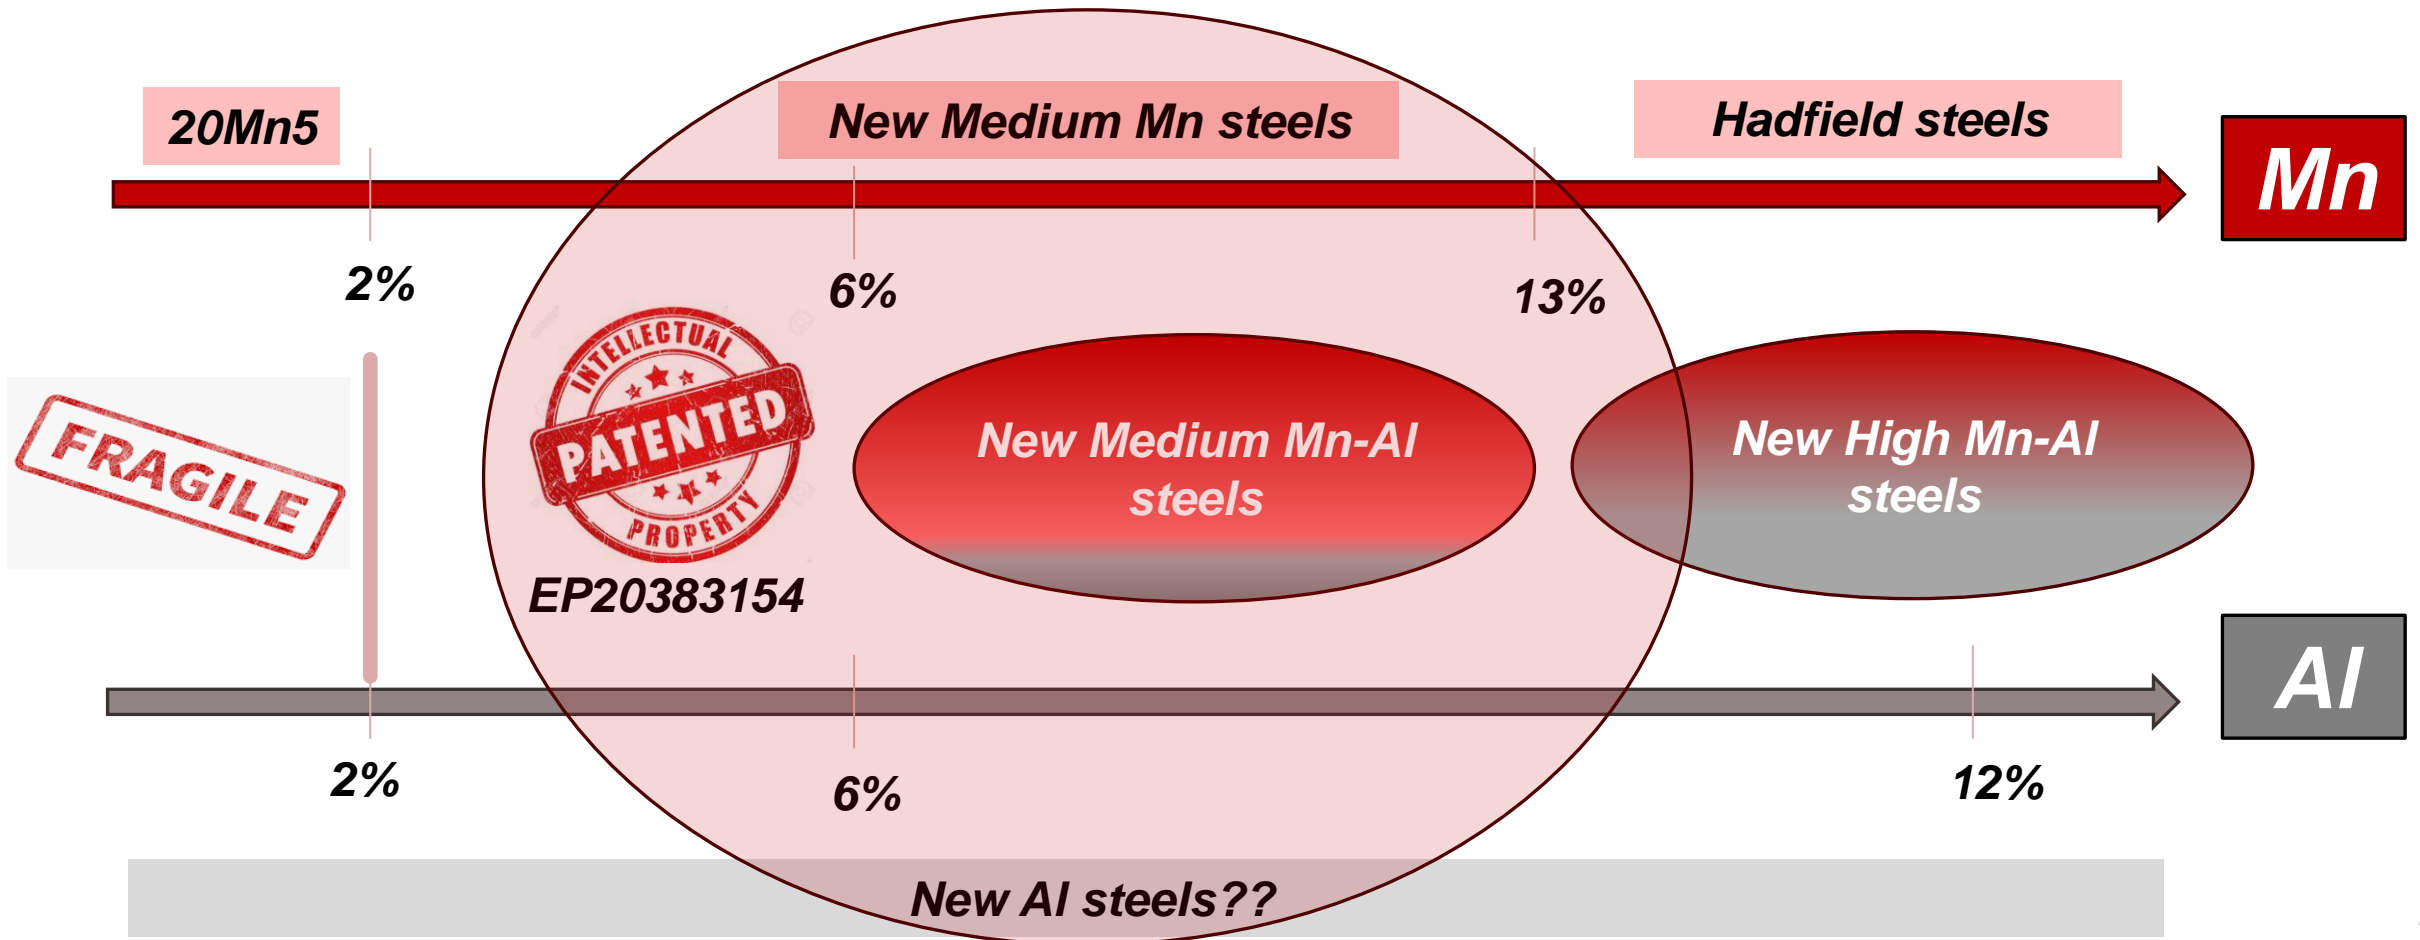 20Mn5
New Medium Mn steels
Hadfield steels
Mn
2%
6%
13%
FRAGILE
INTELLECTUAL
PATENTED
PROPERTY
EP20383154
New Medium Mn-Al
steels
New High Mn-Al
steels
Al
2%
6%
12%
New Al steels??